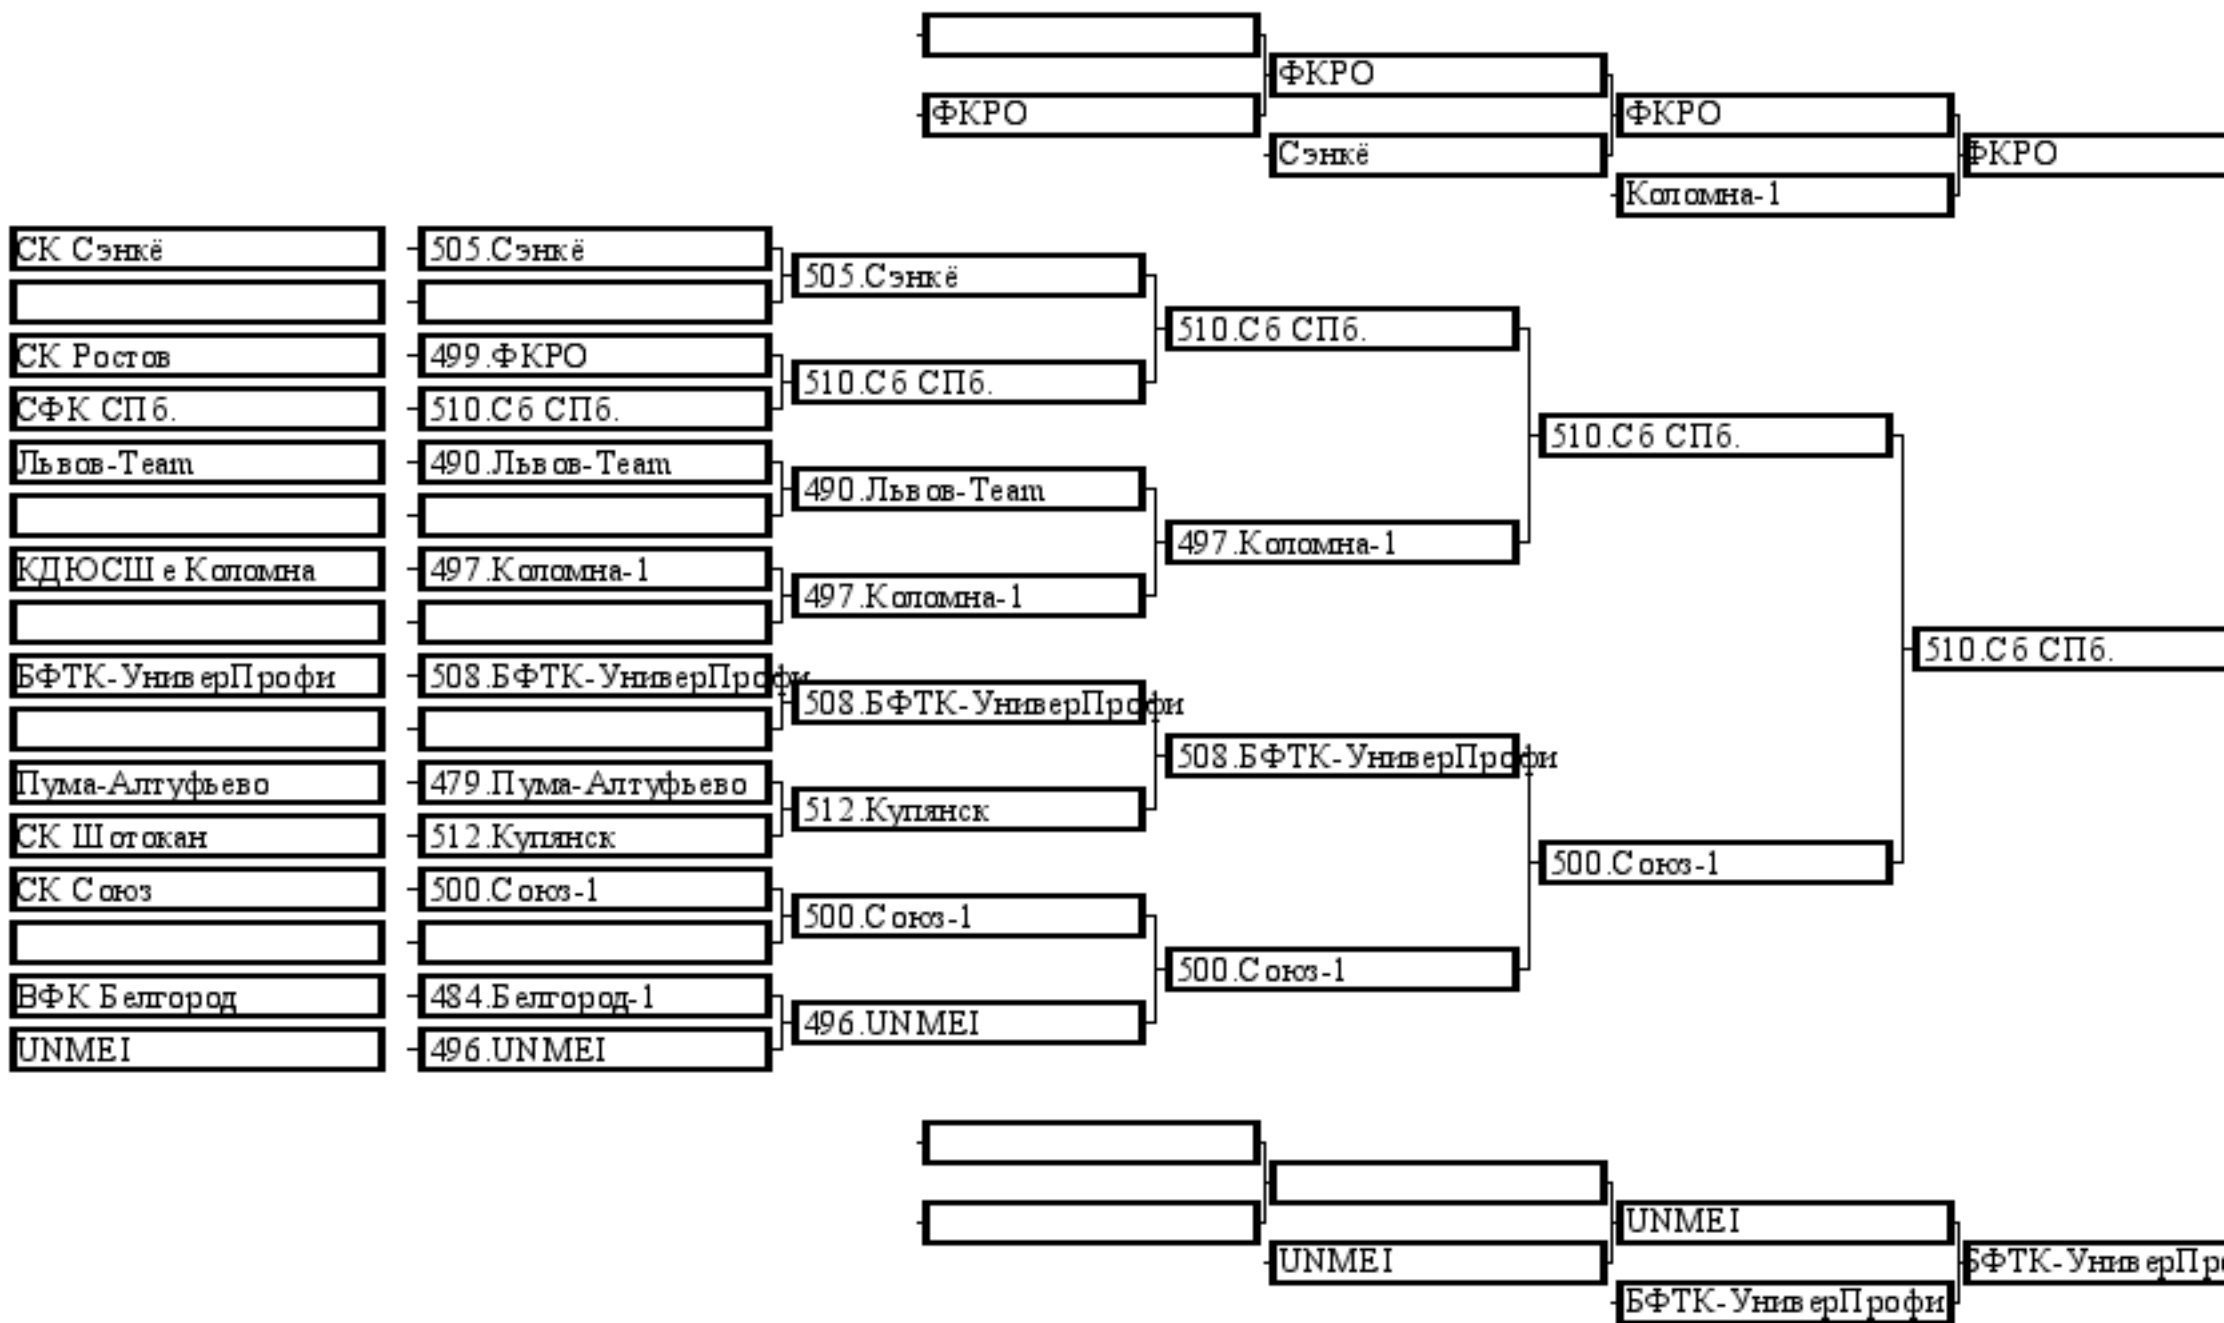 ФКРО
ФКРО
ФКРО
Сэнкё
ФКРО
Коломна-1
СК Сэнкё
505.Сэнкё
505.Сэнкё
510.Сб СПб.
СК Ростов
499.ФКРО
510.Сб СПб.
СФК СПб.
510.Сб СПб.
510.Сб СПб.
Львов-Team
490.Львов-Team
490.Львов-Team
497.Коломна-1
КДЮСШ е Коломна
497.Коломна-1
497.Коломна-1
510.Сб СПб.
БФТК-УниверПрофи
508.БФТК-УниверПрофи
508.БФТК-УниверПрофи
508.БФТК-УниверПрофи
Пума-Алтуфьево
479.Пума-Алтуфьево
512.Купянск
СК Шотокан
512.Купянск
500.Союз-1
СК Союз
500.Союз-1
500.Союз-1
500.Союз-1
ВФК Белгород
484.Белгород-1
496.UNMEI
UNMEI
496.UNMEI
UNMEI
UNMEI
БФТК-УниверПро
БФТК-УниверПрофи